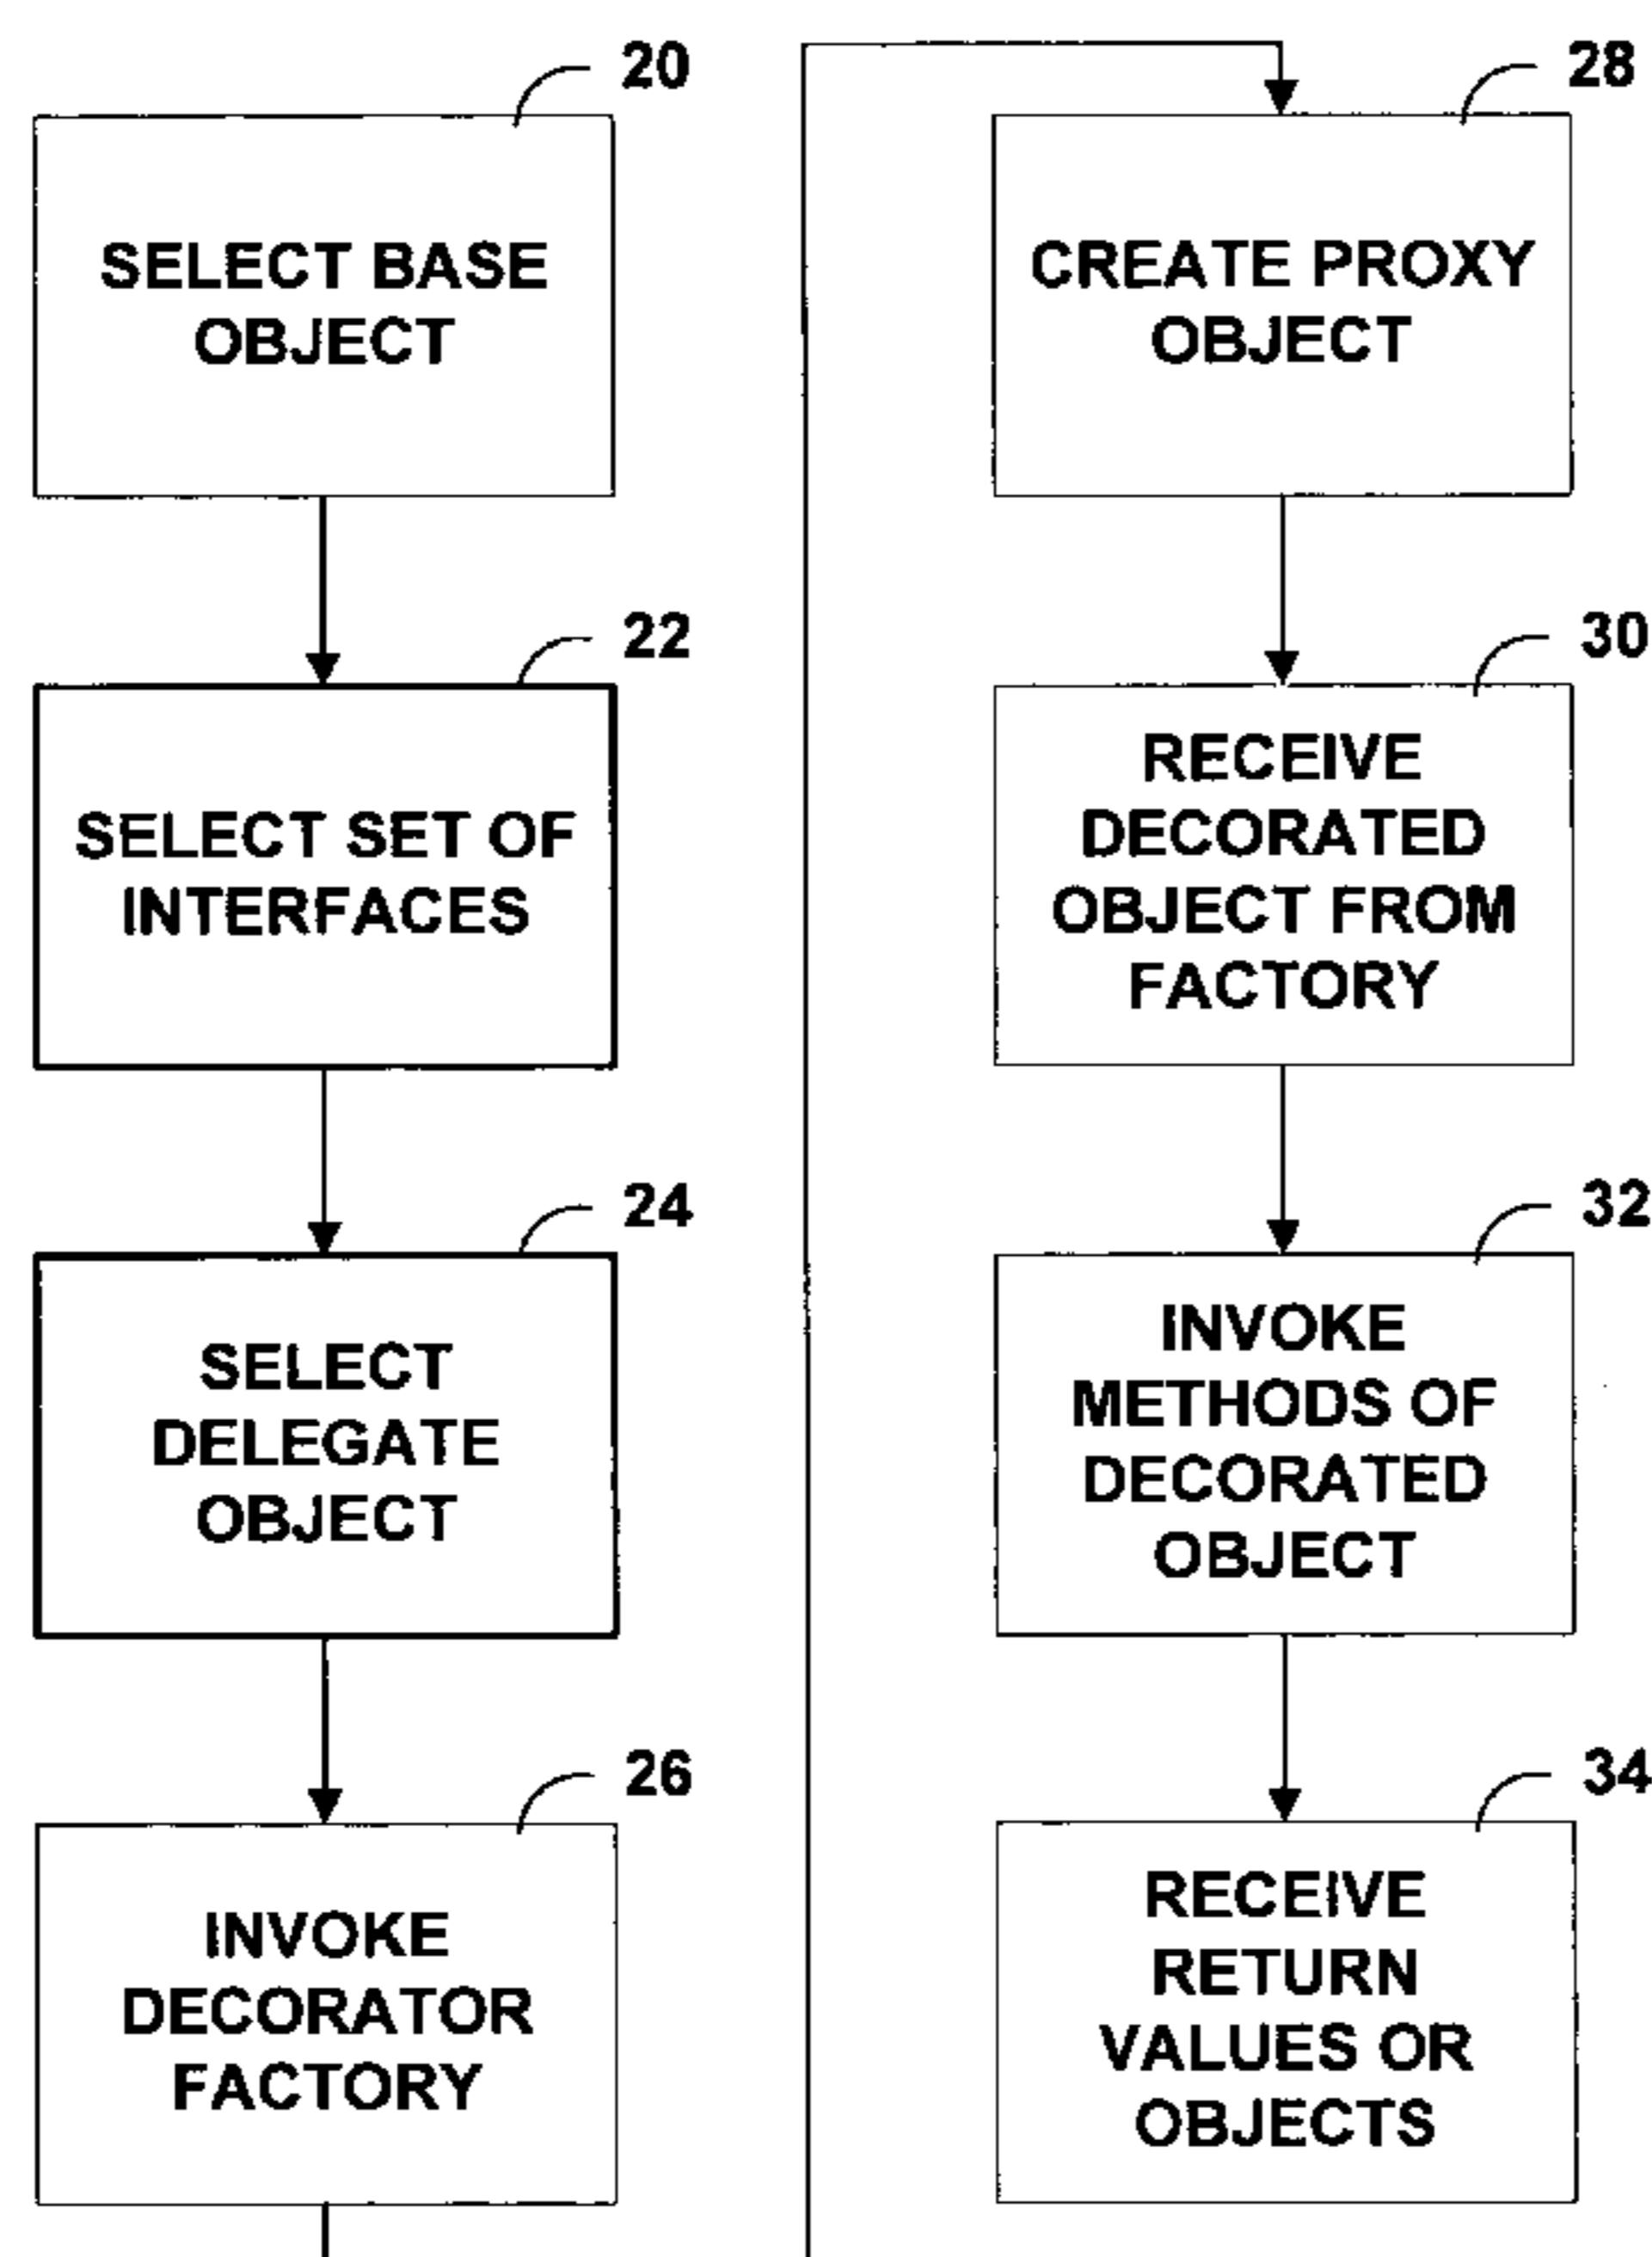 20
SELECT BASE
OBJECT
22
SELECT SET OF
INTERFACES
24
SELECT
DELEGATE
OBJECT
26
INVOKE
DECORATOR
FACTORY
28
CREATE PROXY
OBJECT
30
RECEIVE
DECORATED
OBJECT FROM
FACTORY
32
INVOKE
METHODS OF
DECORATED
OBJECT
34
RECEIVE
RETURN
VALUES OR
OBJECTS